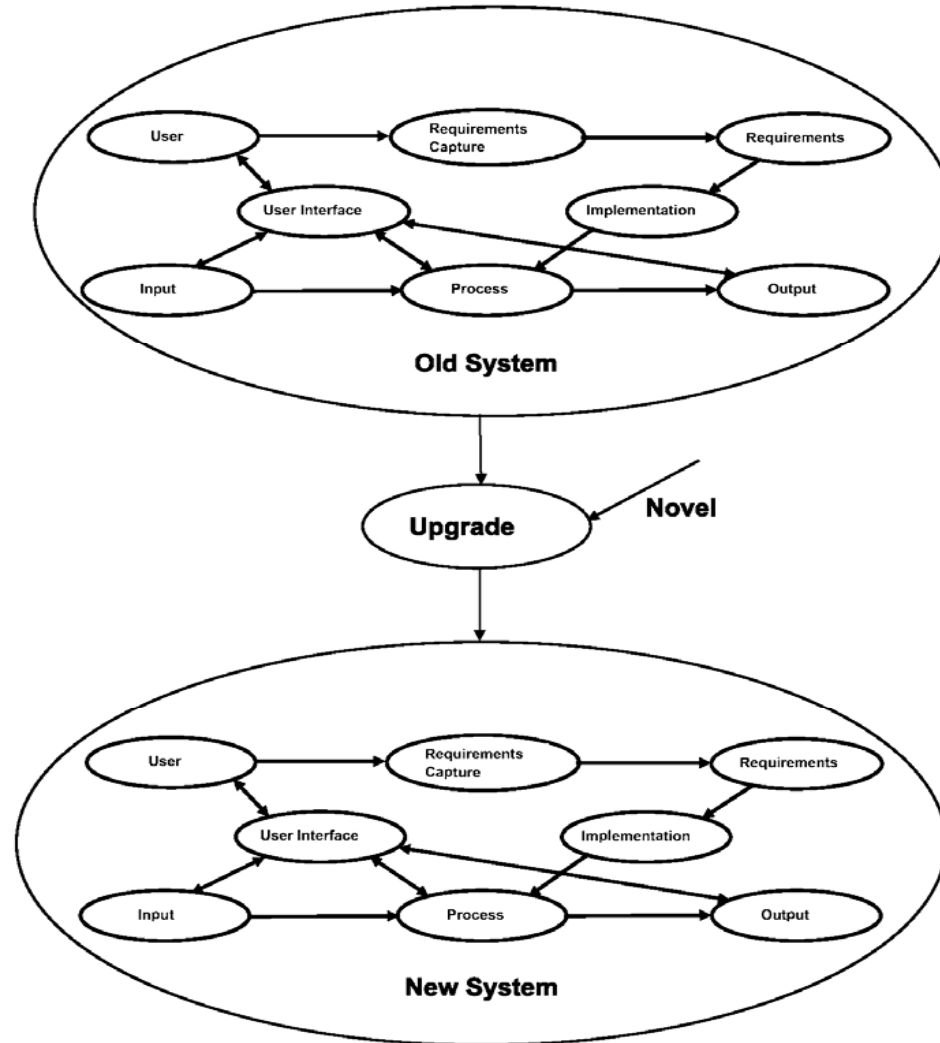 User
Requirements
Capture
Requirements
User Interface
Implementation
Input
Process
Output
Old System
Upgrade
Novel
User
Requirements
Capture
Requirements
User Interface
Implementation
Input
Process
Output
New System